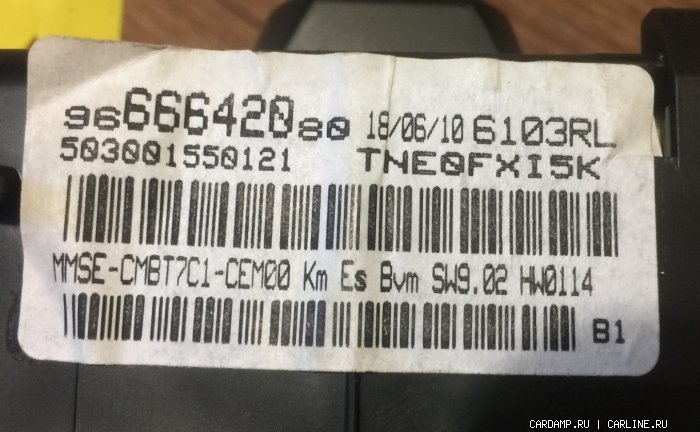 9666642080 18/06/10 6103RL
503001550121 TNE0FXI5K
MMSE-CMBT7C1-CEM00 Km Es Bvm SW9.02 HW0114
B1
CARDAMP.RU | CARLINE.RU